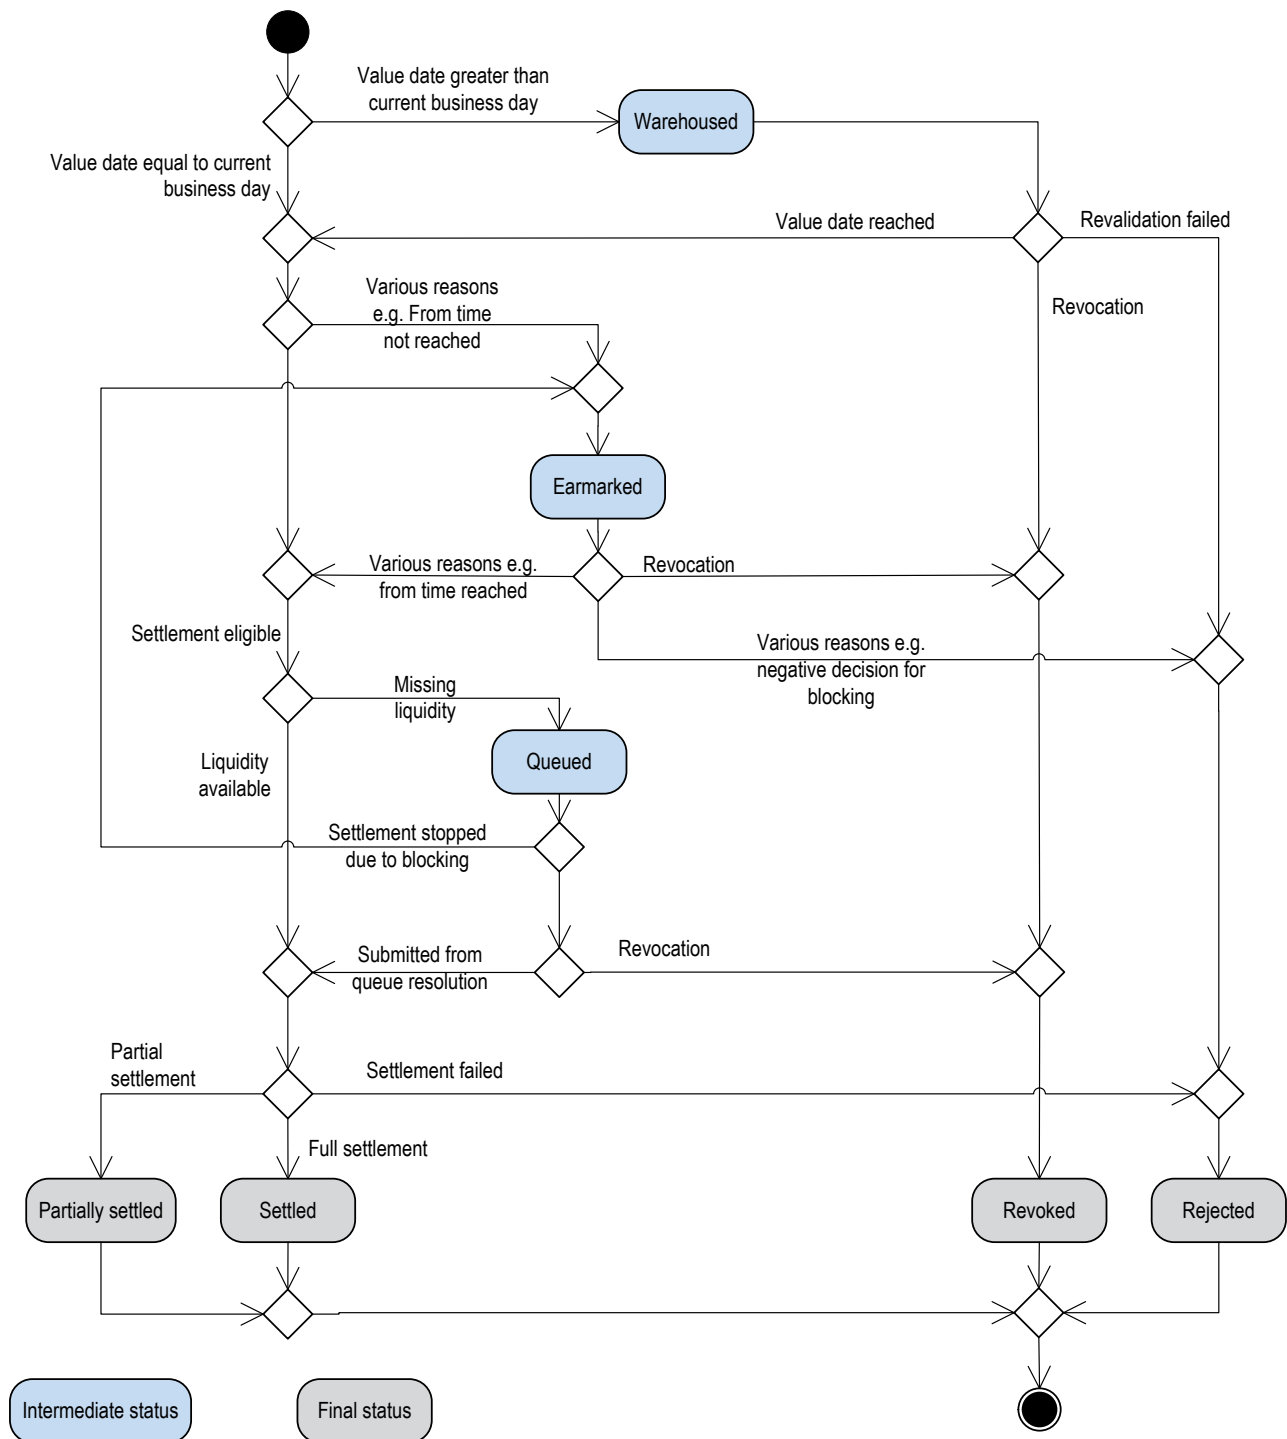 Value date greater than
current business day
Warehoused
Value date equal to current
business day
Value date reached
Revalidation failed
Various reasons
e.g. From time
not reached
Revocation
Earmarked
Various reasons e.g.
from time reached
Revocation
Settlement eligible
Various reasons e.g.
negative decision for
blocking
Missing
liquidity
Queued
Liquidity
available
Settlement stopped
due to blocking
Submitted from
queue resolution
Revocation
Partial
settlement
Settlement failed
Full settlement
Partially settled
Settled
Revoked
Rejected
Intermediate status
Final status